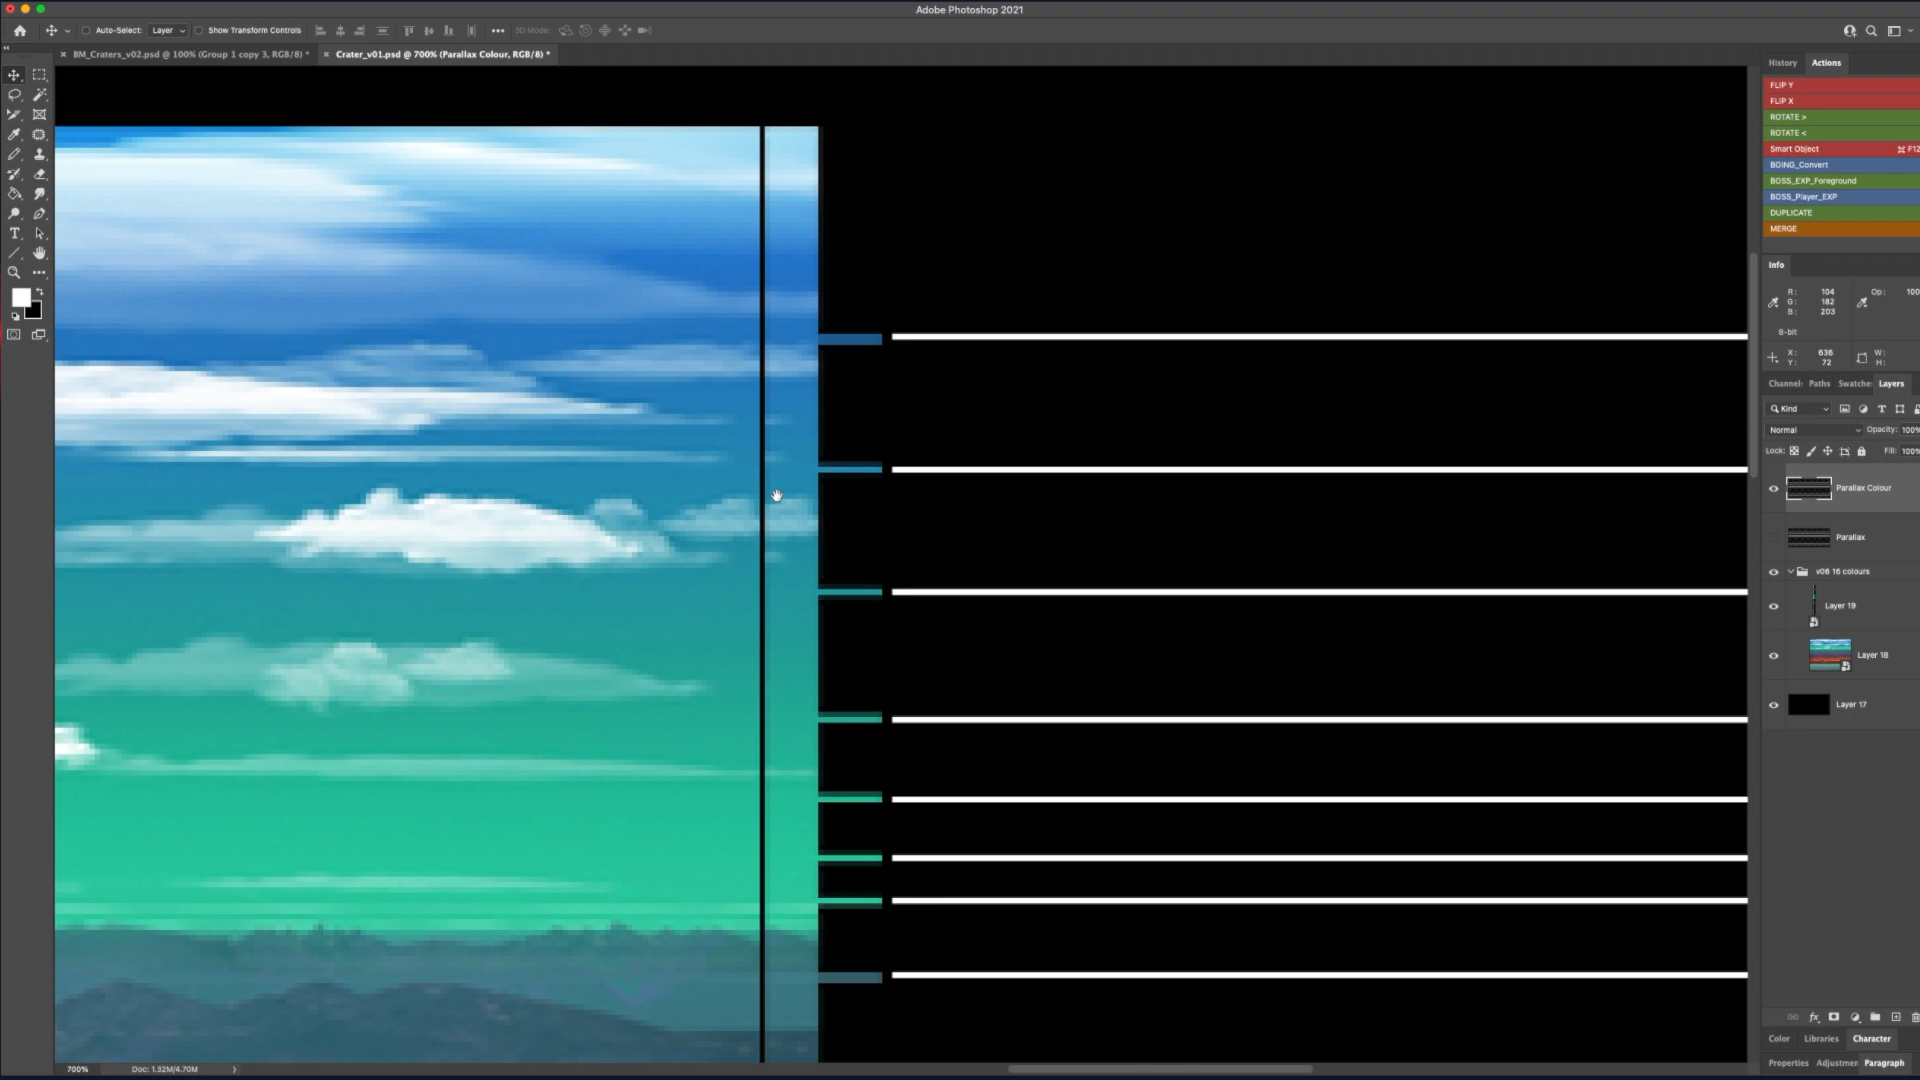 Adobe Photoshop 2021
Auto-Select: Layer Show Transform Controls 3D Mode:
BM_Craters_v02.psd @ 100% (Group 1 copy 3, RGB/8) *
Crater_v01.psd @ 700% (Parallax Colour, RGB/8) *
History Actions
FLIP Y
FLIP X
ROTATE >
ROTATE <
Smart Object ⌘ F12
BOING_Convert
BOSS_EXP_Foreground
BOSS_Player_EXP
DUPLICATE
MERGE
Info
R: 104 Op: 100
G: 182
B: 203
8-bit
X: 636 W:
Y: 72 H:
Channel: Paths Swatche: Layers
Kind
Normal Opacity: 100%
Lock: Fill: 100%
Parallax Colour
Parallax
v06 16 colours
Layer 19
Layer 18
Layer 17
fx
Color Libraries Character
Properties Adjustmen Paragraph
700% Doc: 1.32M/4.70M